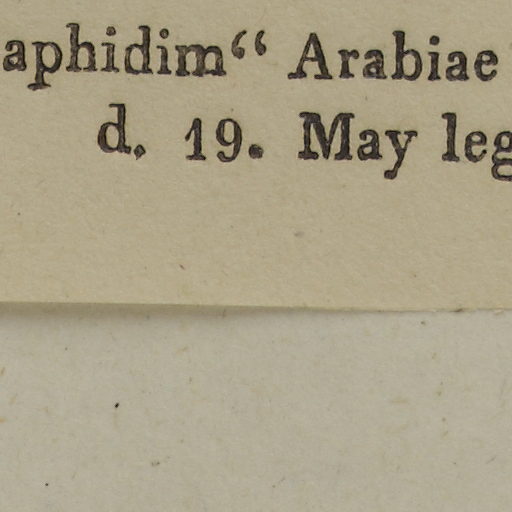 aphidim“ Arabiae
d. 19. May leg